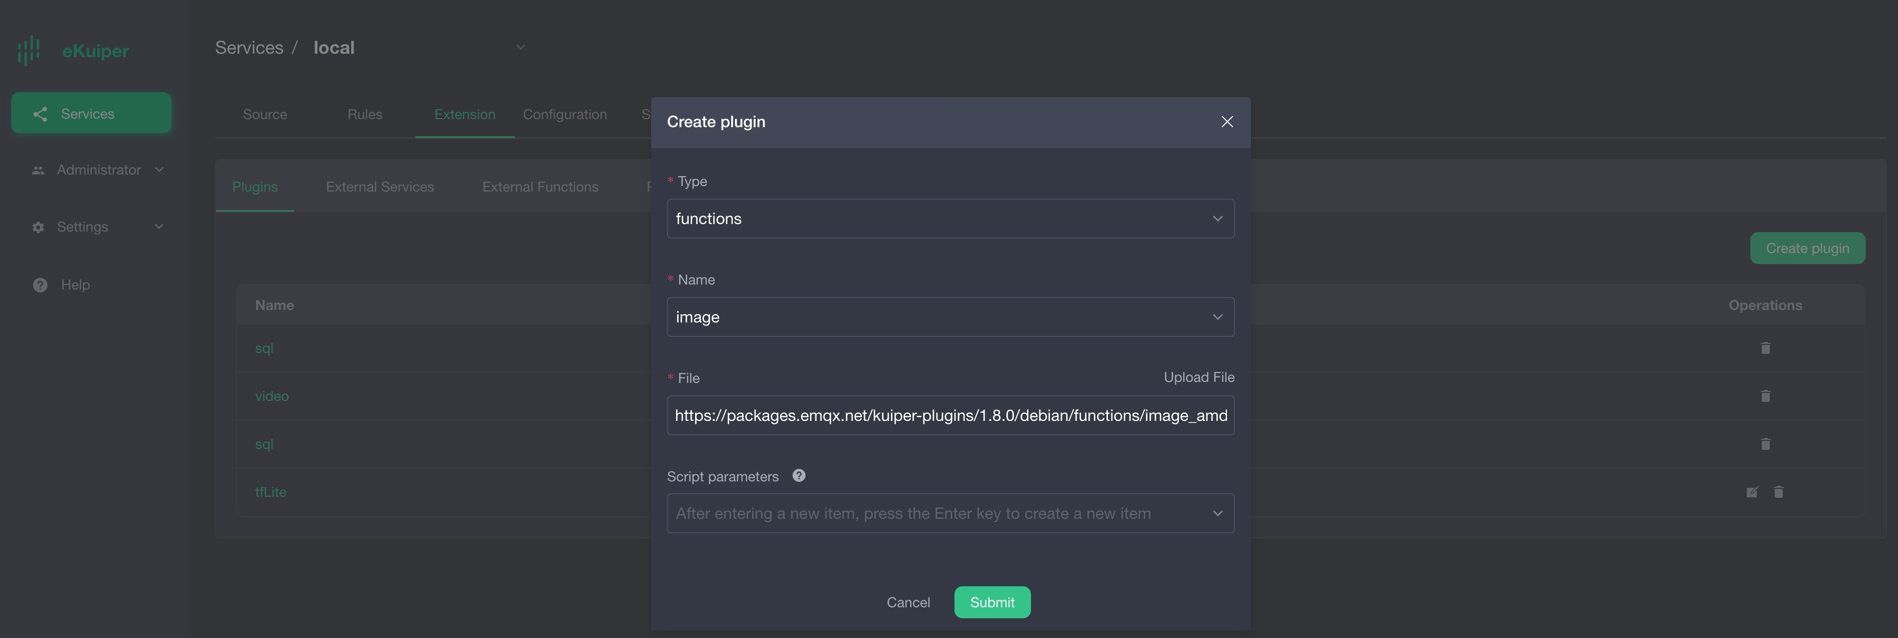 eKuiper
Services / local
Services
Administrator
Settings
Help
Source Rules Extension Configuration
Plugins External Services External Functions
Create plugin
Name Operations
sql
video
sql
tfLite
Create plugin
* Type
functions
* Name
image
* File Upload File
https://packages.emqx.net/kuiper-plugins/1.8.0/debian/functions/image_amd
Script parameters ?
After entering a new item, press the Enter key to create a new item
Cancel Submit